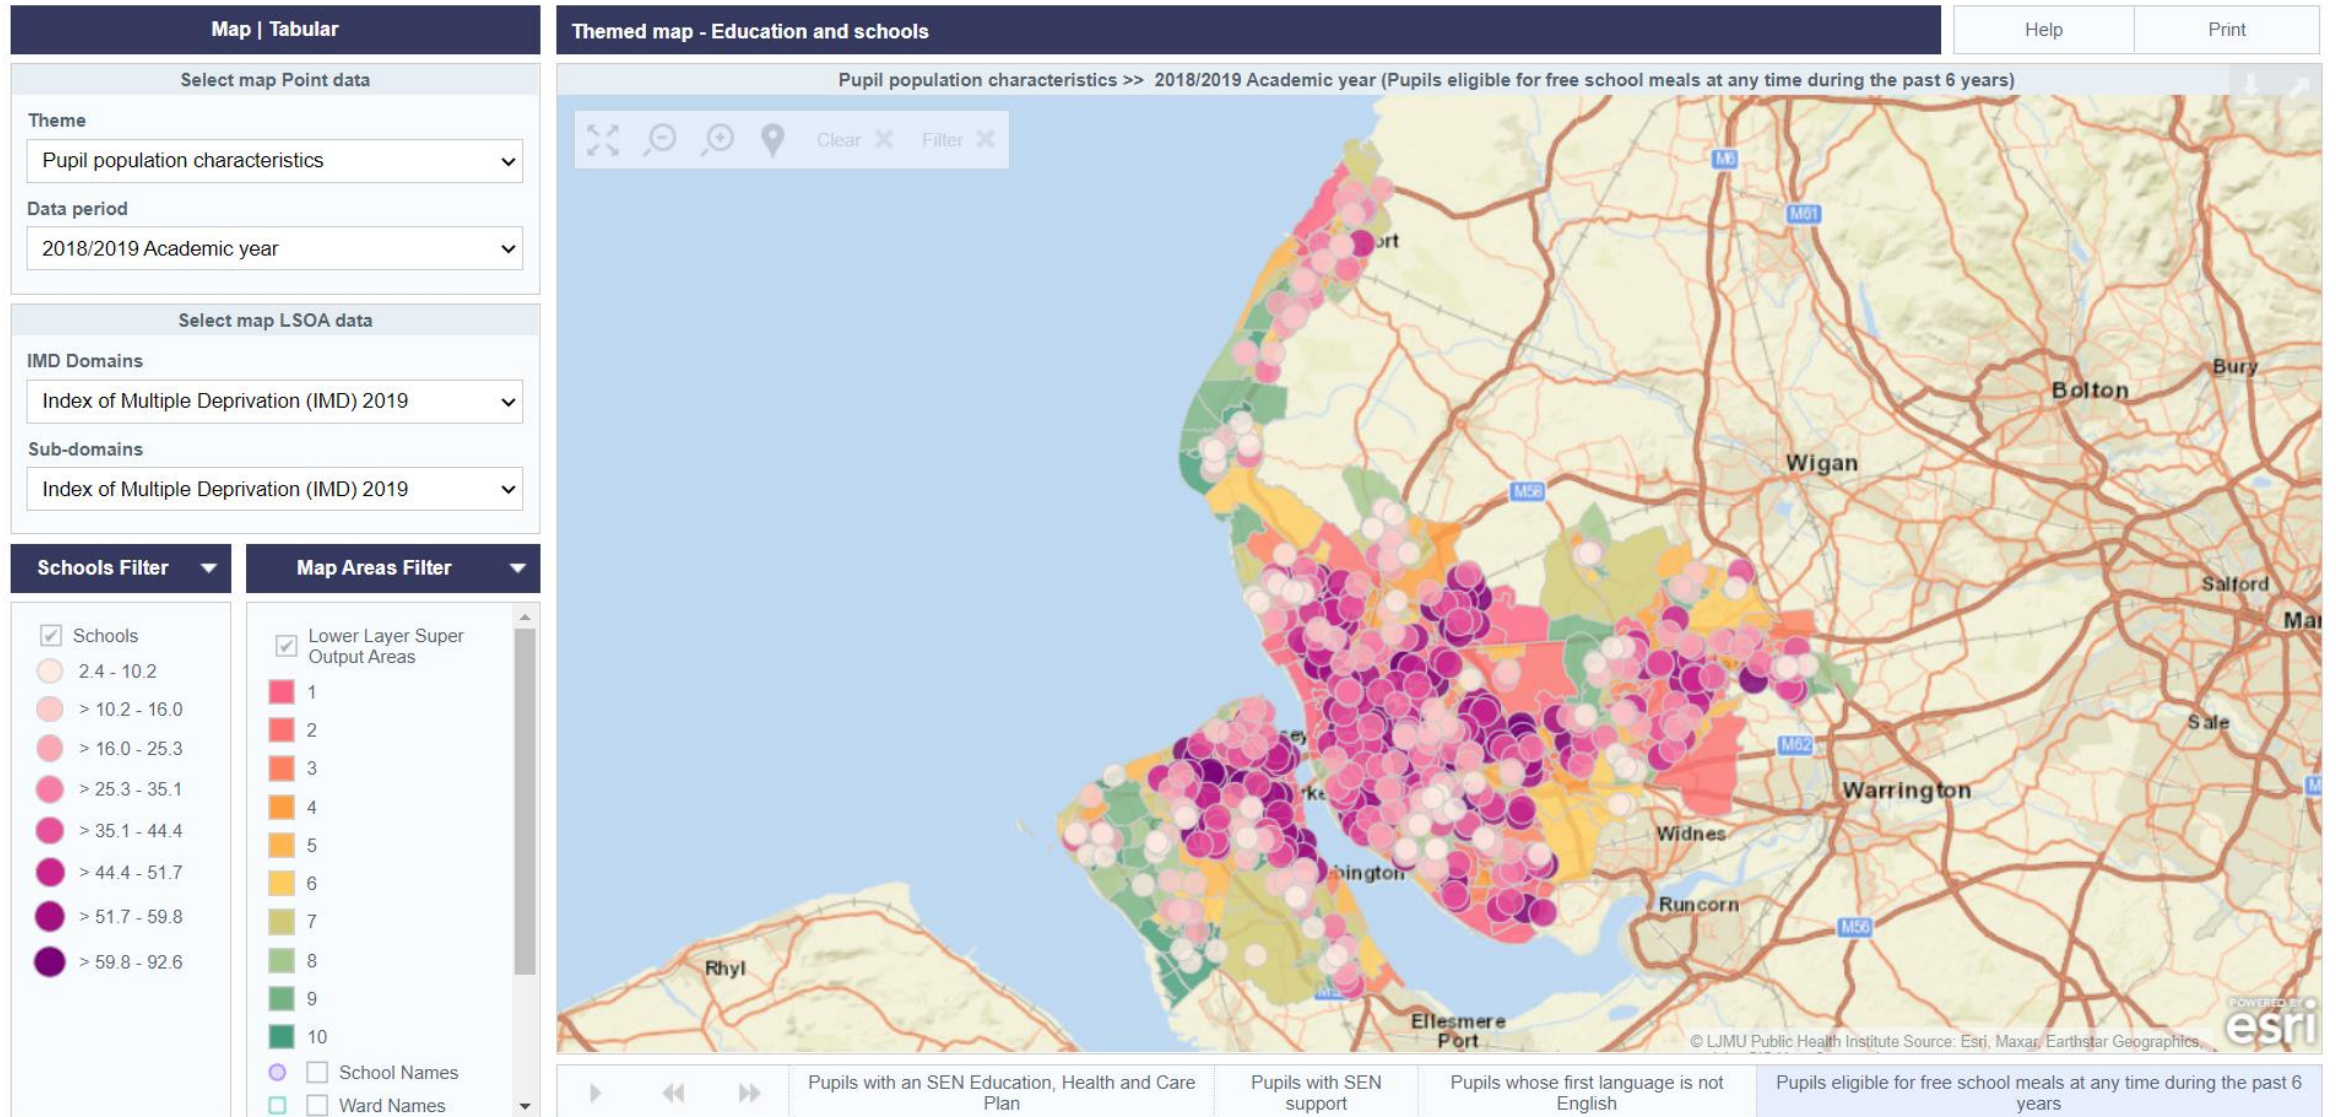 Map | Tabular
Themed map - Education and schools
Help
Print
Select map Point data
Theme
Pupil population characteristics
Data period
2018/2019 Academic year
Select map LSOA data
IMD Domains
Index of Multiple Deprivation (IMD) 2019
Sub-domains
Index of Multiple Deprivation (IMD) 2019
Schools Filter
Map Areas Filter
Schools
2.4 - 10.2
> 10.2 - 16.0
> 16.0 - 25.3
> 25.3 - 35.1
> 35.1 - 44.4
> 44.4 - 51.7
> 51.7 - 59.8
> 59.8 - 92.6
Lower Layer Super
Output Areas
1
2
3
4
5
6
7
8
9
10
School Names
Ward Names
Pupil population characteristics >> 2018/2019 Academic year (Pupils eligible for free school meals at any time during the past 6 years)
Clear
Filter
M6
M61
ort
Bury
Bolton
Wigan
M58
Salford
Mar
Sale
sey
M62
M
Warrington
rke
Widnes
bington
Runcorn
M56
Rhyl
Ellesmere
Port
POWERED BY
esri
© LJMU Public Health Institute Source: Esri, Maxar, Earthstar Geographics,
Pupils with an SEN Education, Health and Care
Plan
Pupils with SEN
support
Pupils whose first language is not
English
Pupils eligible for free school meals at any time during the past 6
years